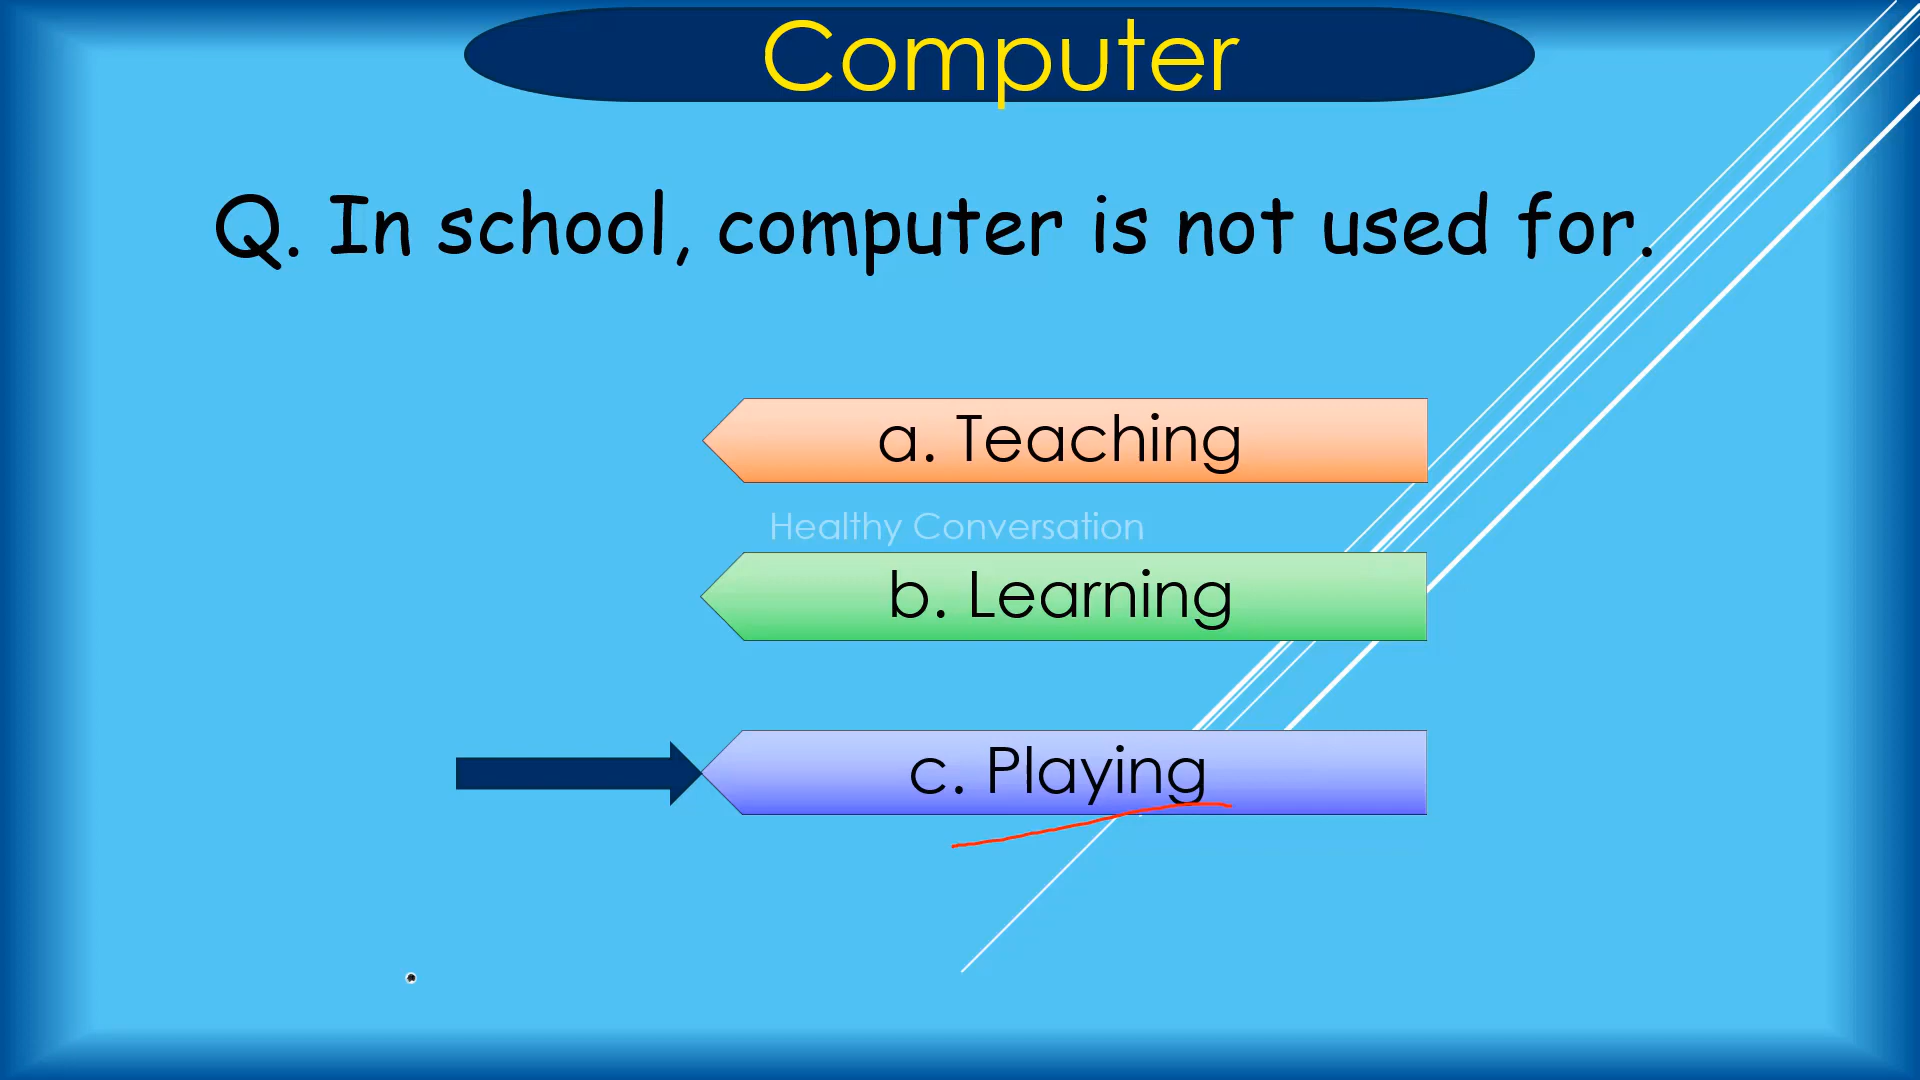 Computer
Q. In school, computer is not used for.
a. Teaching
Healthy Conversation
b. Learning
c. Playing